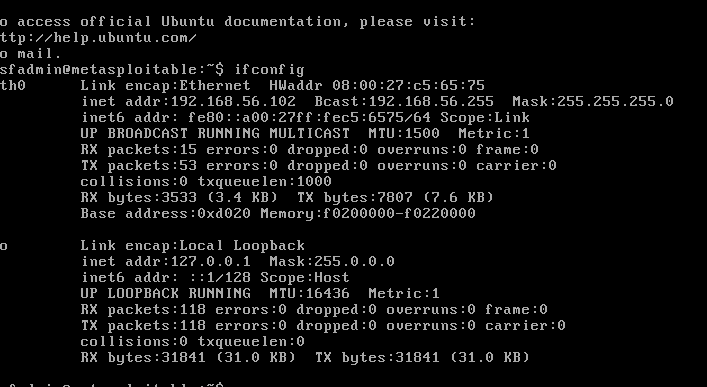 o access official Ubuntu documentation, please visit:
ttp://help.ubuntu.com/
o mail.
sfadmin@metasploitable:~$ ifconfig
th0 Link encap:Ethernet HWaddr 08:00:27:c5:65:75
inet addr:192.168.56.102 Bcast:192.168.56.255 Mask:255.255.255.0
inet6 addr: fe80::a00:27ff:fec5:6575/64 Scope:Link
UP BROADCAST RUNNING MULTICAST MTU:1500 Metric:1
RX packets:15 errors:0 dropped:0 overruns:0 frame:0
TX packets:53 errors:0 dropped:0 overruns:0 carrier:0
collisions:0 txqueuelen:1000
RX bytes:3533 (3.4 KB) TX bytes:7807 (7.6 KB)
Base address:0xd020 Memory:f0200000-f0220000
o Link encap:Local Loopback
inet addr:127.0.0.1 Mask:255.0.0.0
inet6 addr: ::1/128 Scope:Host
UP LOOPBACK RUNNING MTU:16436 Metric:1
RX packets:118 errors:0 dropped:0 overruns:0 frame:0
TX packets:118 errors:0 dropped:0 overruns:0 carrier:0
collisions:0 txqueuelen:0
RX bytes:31841 (31.0 KB) TX bytes:31841 (31.0 KB)